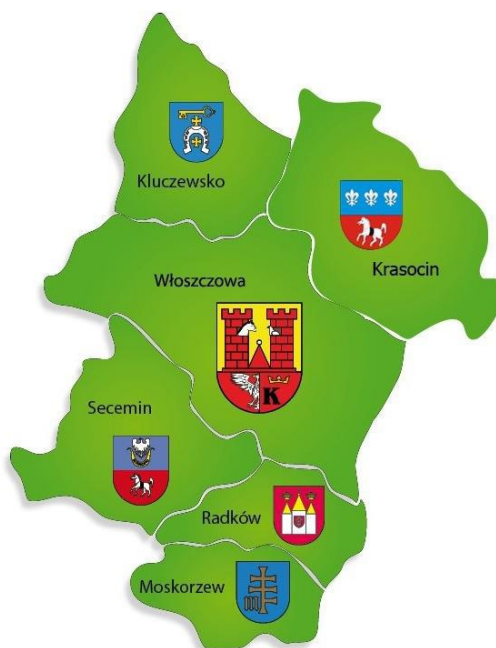 Kluczewsko
Krasocin
Włoszczowa
K
Secemin
Radków
Moskorzew
m